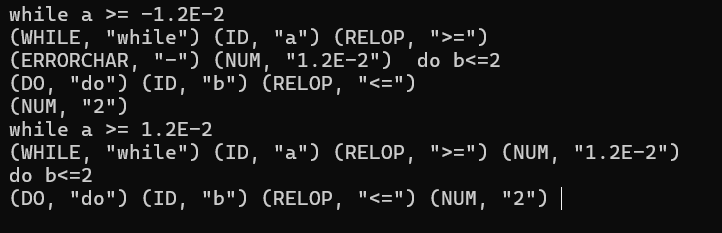 while a >= -1.2E-2
(WHILE, "while") (ID, "a") (RELOP, ">=")
(ERRORCHAR, "-") (NUM, "1.2E-2")  do b<=2
(DO, "do") (ID, "b") (RELOP, "<=")
(NUM, "2")
while a >= 1.2E-2
(WHILE, "while") (ID, "a") (RELOP, ">=") (NUM, "1.2E-2")
do b<=2
(DO, "do") (ID, "b") (RELOP, "<=") (NUM, "2")